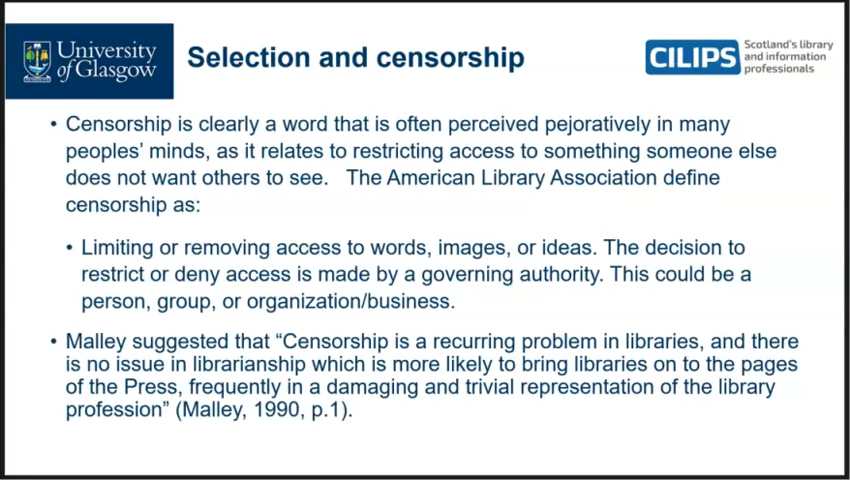 University
of Glasgow
Selection and censorship
CILIPS
Scotland's library
and information
professionals
• Censorship is clearly a word that is often perceived pejoratively in many
peoples' minds, as it relates to restricting access to something someone else
does not want others to see. The American Library Association define
censorship as:
• Limiting or removing access to words, images, or ideas. The decision to
restrict or deny access is made by a governing authority. This could be a
person, group, or organization/business.
• Malley suggested that “Censorship is a recurring problem in libraries, and there
is no issue in librarianship which is more likely to bring libraries on to the pages
of the Press, frequently in a damaging and trivial representation of the library
profession” (Malley, 1990, p.1).